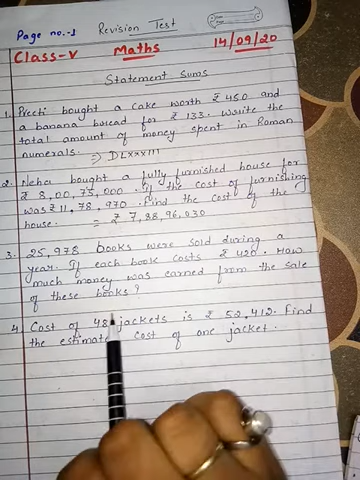 Page no.-1 Revision Test
Class-V Maths 14/09/20
Statement Sums
1. Preeti bought a cake worth ₹ 450 and
a banana bread for ₹ 133. Write the
total amount of money spent in Roman
numerals. ⇒ DLXXXIII
2. Neha bought a fully furnished house for
₹ 8,00,75,000. If the cost of furnishing
was ₹ 11,78,970. Find the cost of the
house. = ₹ 7,88,96,030
3. 25,978 books were sold during a
year. If each book costs ₹ 420. How
much money was earned from the sale
of these books?
4. Cost of 48 jackets is ₹ 52,412. Find
the estimate cost of one jacket.